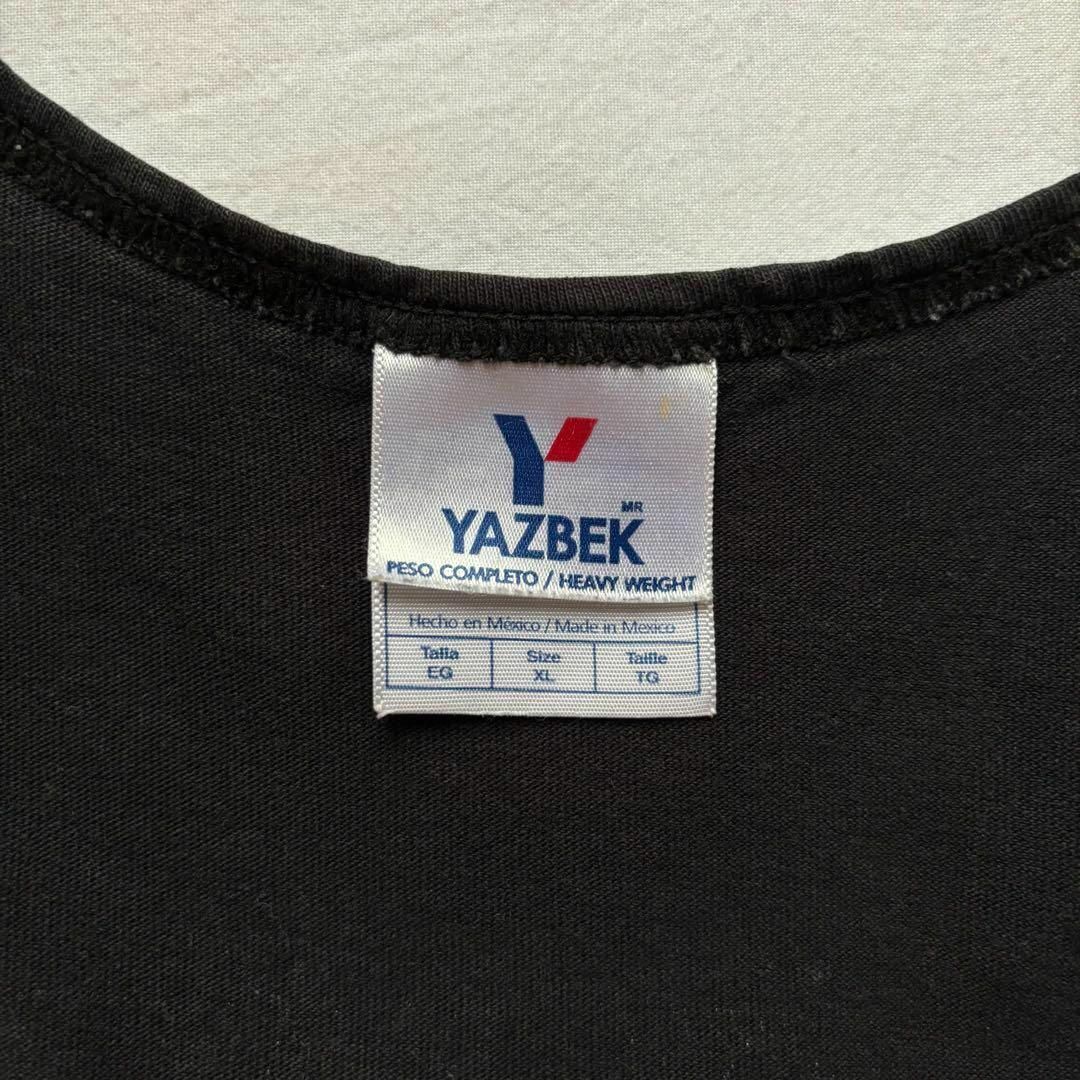 Y
MR
YAZBEK
PESO COMPLETO / HEAVY WEIGHT
Hecho en México / Made in Mexico
Talla Size Taille
EG XL TG